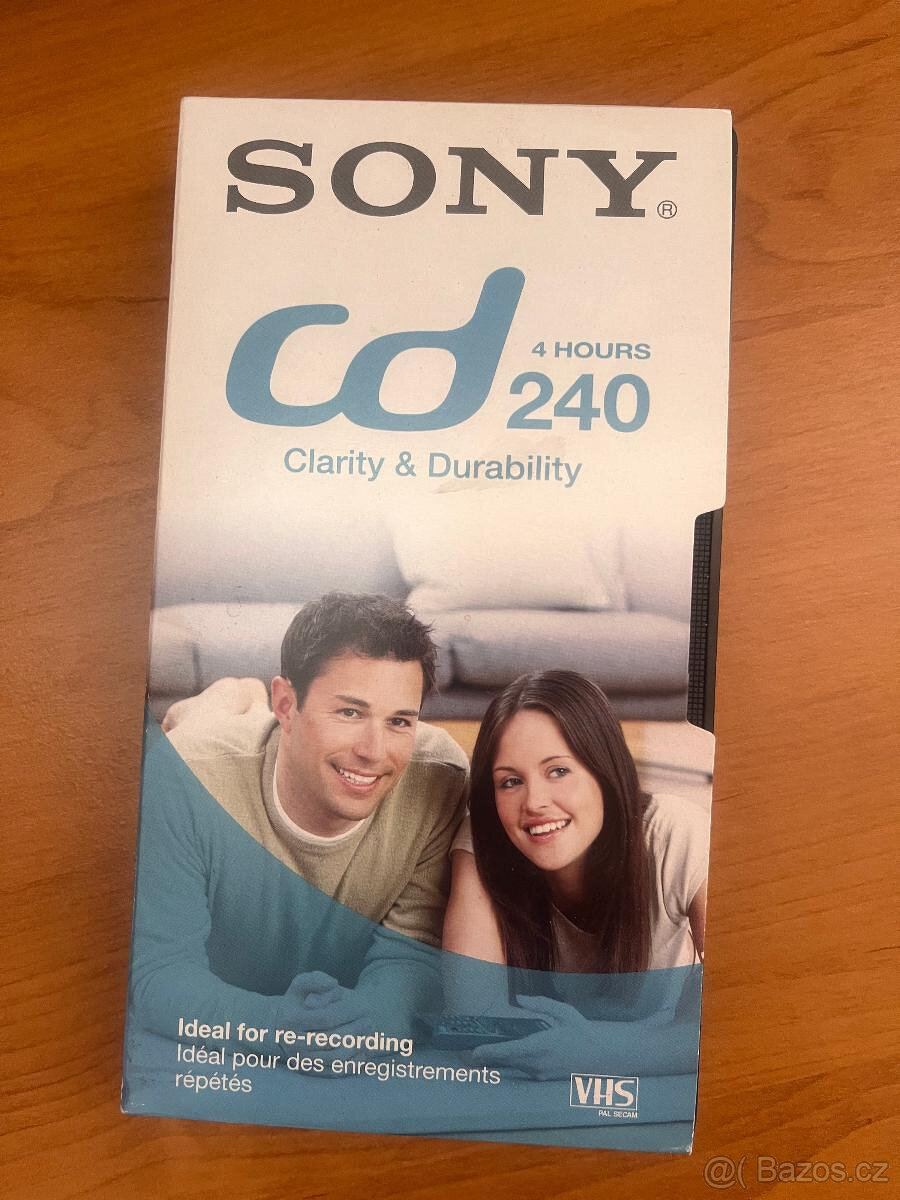 SONY®
cd
4 HOURS
240
Clarity & Durability
Ideal for re-recording
Idéal pour des enregistrements
répétés
VHS
PAL SECAM
@( Bazos.cz